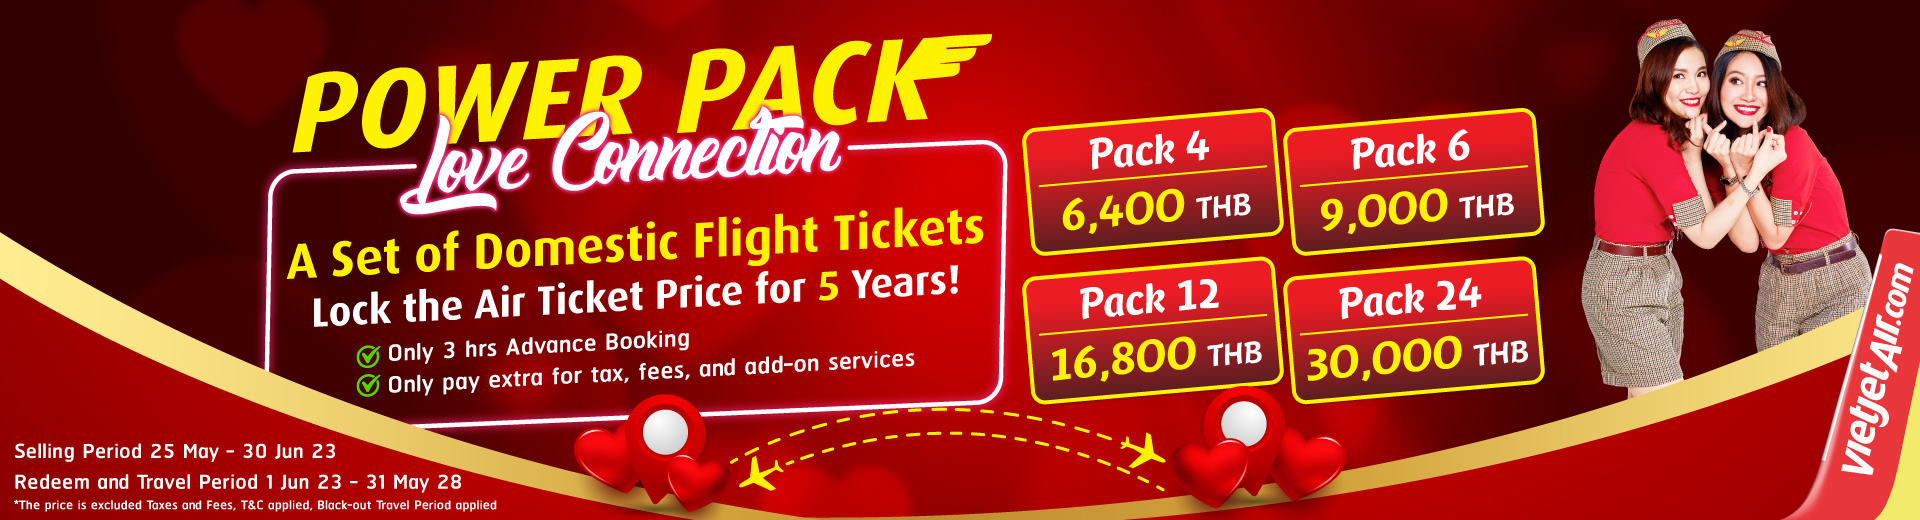 POWER PACK
Love Connection
A Set of Domestic Flight Tickets
Lock the Air Ticket Price for 5 Years!
Only 3 hrs Advance Booking
Only pay extra for tax, fees, and add-on services
Pack 4
6,400 THB
Pack 6
9,000 THB
Pack 12
16,800 THB
Pack 24
30,000 THB
Selling Period 25 May - 30 Jun 23
Redeem and Travel Period 1 Jun 23 - 31 May 28
*The price is excluded Taxes and Fees, T&C applied, Black-out Travel Period applied
vietjetAir.com